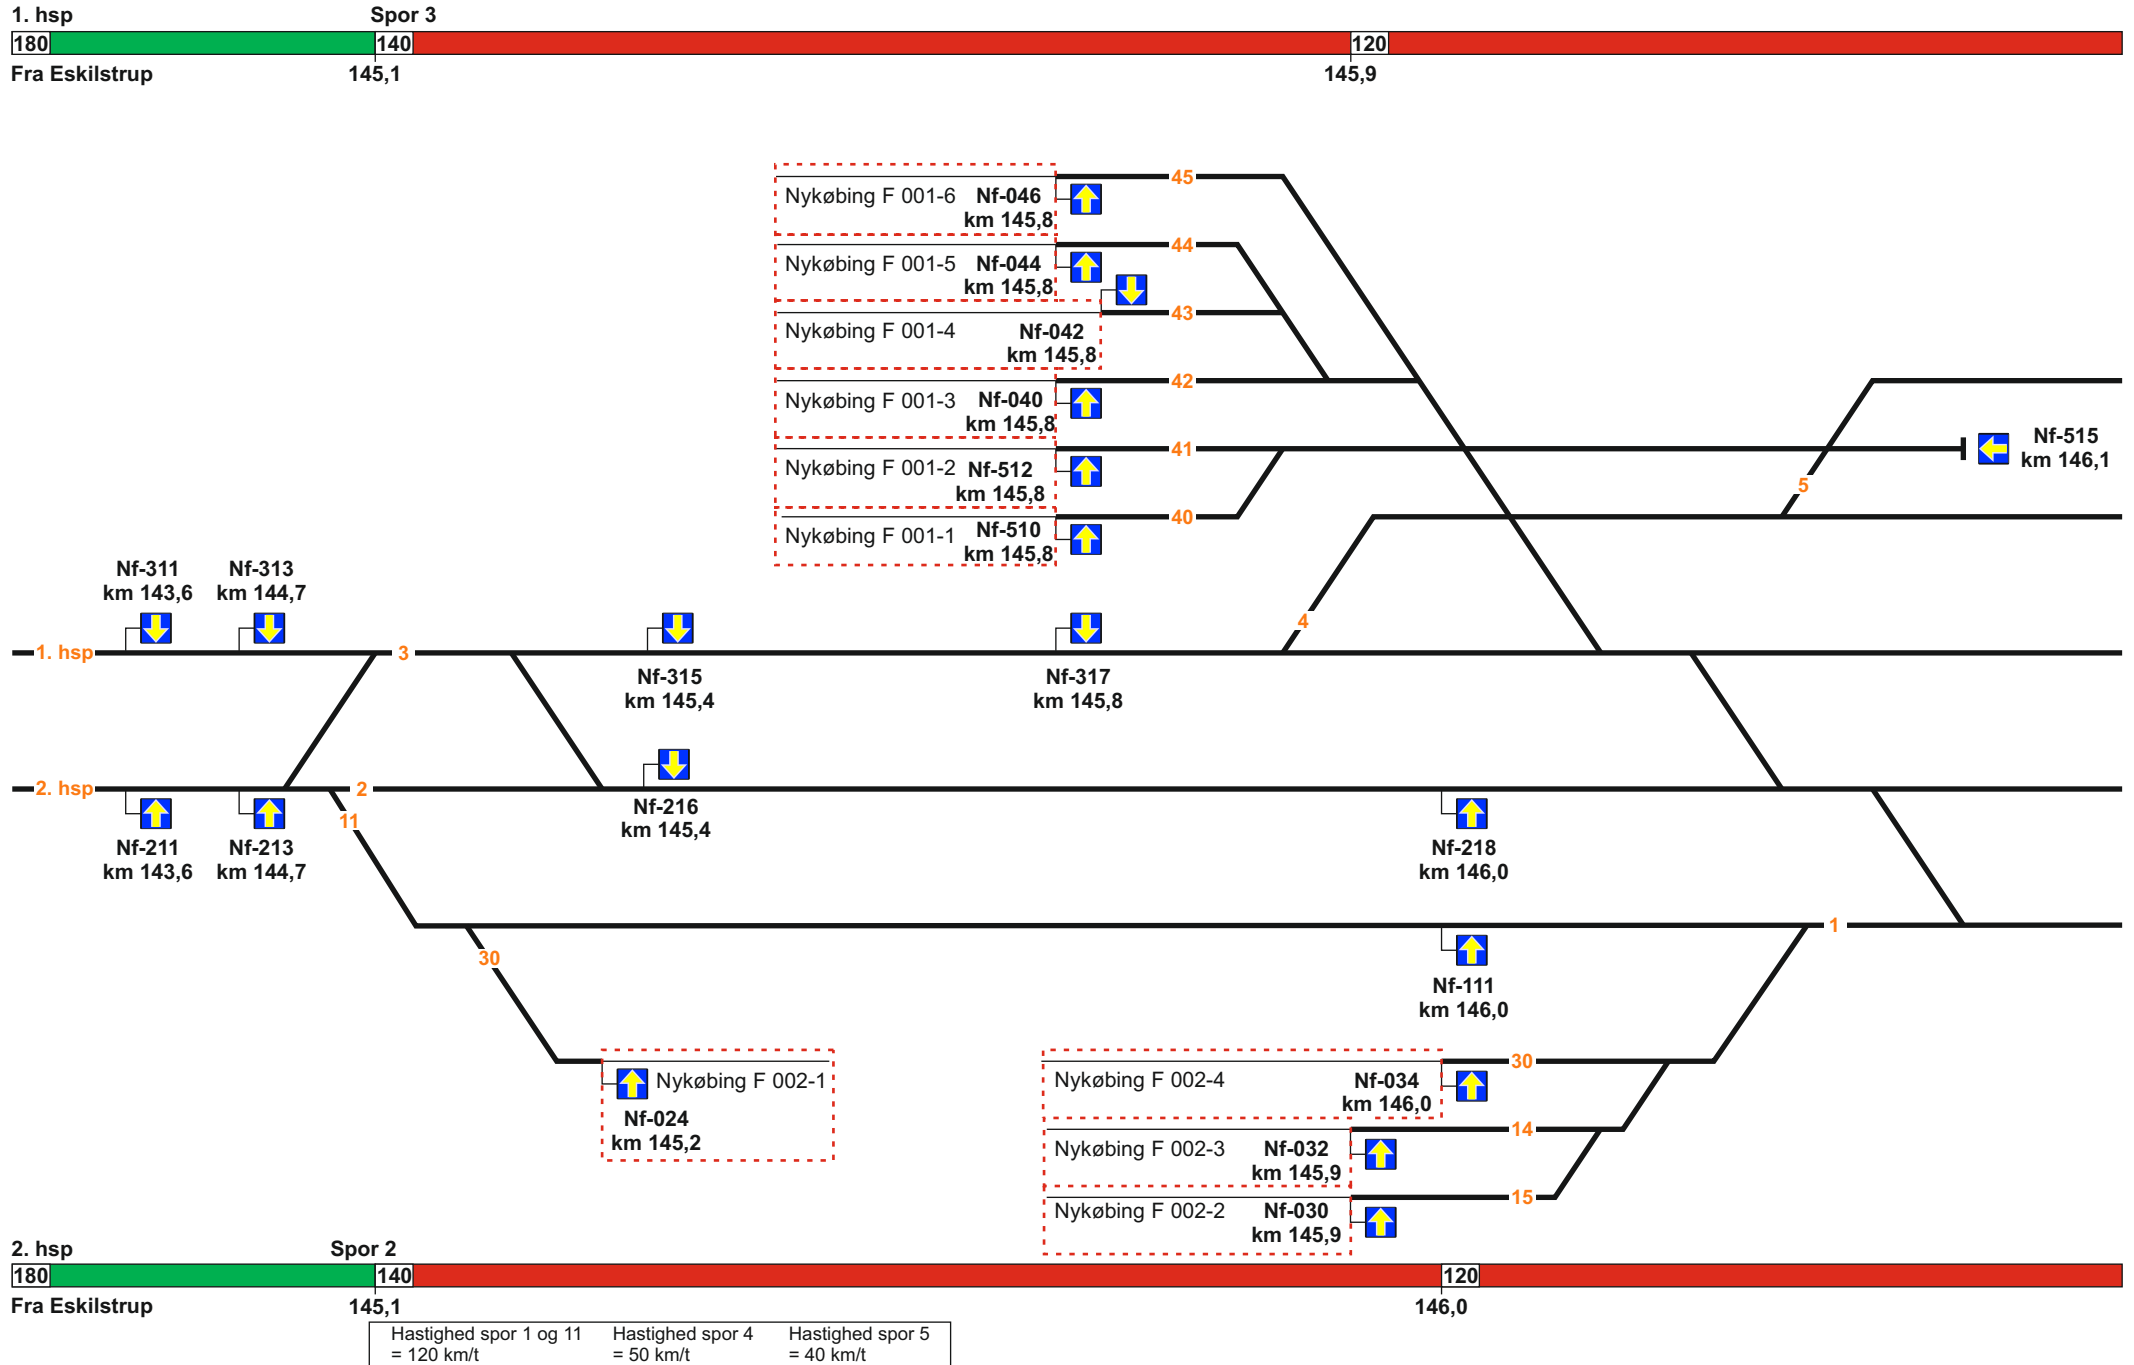 1. hsp
Spor 3
180
140
120
Fra Eskilstrup
145,1
145,9
45
Nykøbing F 001-6 Nf-046
km 145,8
44
Nykøbing F 001-5 Nf-044
km 145,8
43
Nykøbing F 001-4 Nf-042
km 145,8
42
Nykøbing F 001-3 Nf-040
km 145,8
41
Nykøbing F 001-2 Nf-512
km 145,8
40
Nykøbing F 001-1 Nf-510
km 145,8
Nf-515
km 146,1
5
4
Nf-311
km 143,6
Nf-313
km 144,7
1. hsp
3
Nf-315
km 145,4
Nf-317
km 145,8
2. hsp
2
11
Nf-216
km 145,4
Nf-211
km 143,6
Nf-213
km 144,7
Nf-218
km 146,0
1
30
Nf-111
km 146,0
Nykøbing F 002-1
Nf-024
km 145,2
30
Nykøbing F 002-4 Nf-034
km 146,0
14
Nykøbing F 002-3 Nf-032
km 145,9
15
Nykøbing F 002-2 Nf-030
km 145,9
2. hsp
Spor 2
180
140
120
Fra Eskilstrup
145,1
146,0
Hastighed spor 1 og 11
= 120 km/t
Hastighed spor 4
= 50 km/t
Hastighed spor 5
= 40 km/t